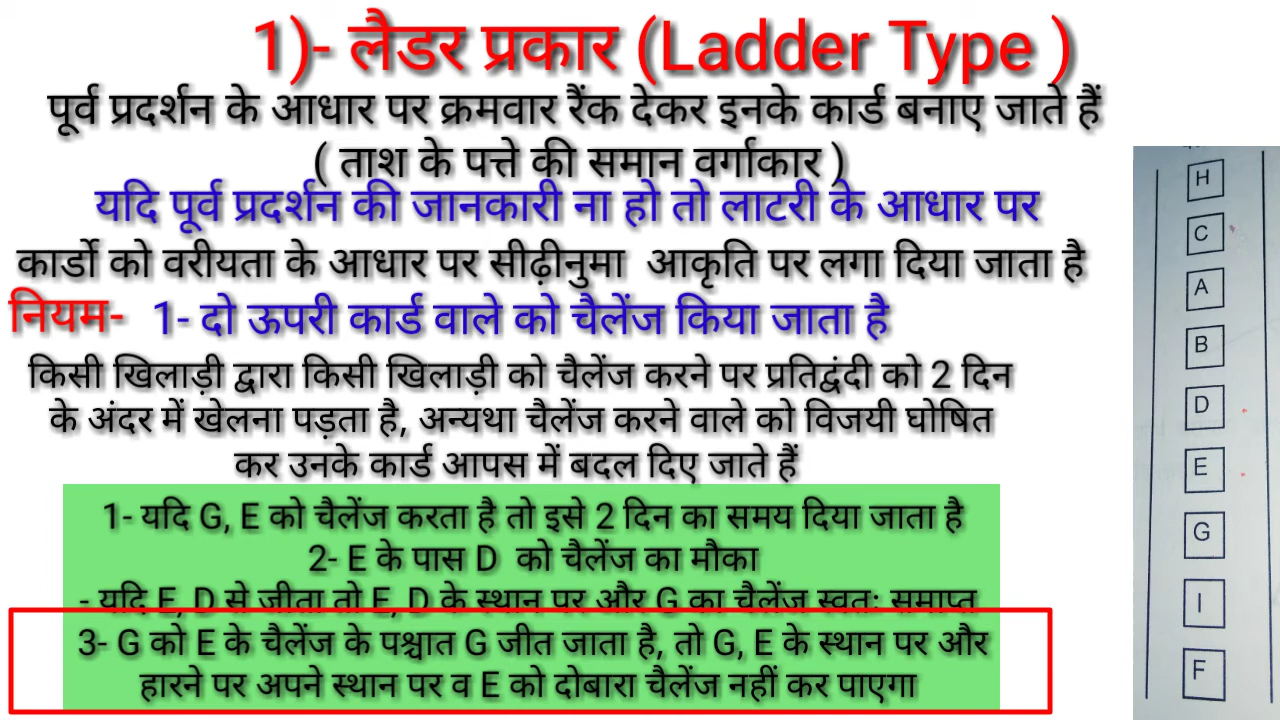 1)- लैडर प्रकार (Ladder Type )
पूर्व प्रदर्शन के आधार पर क्रमवार रैंक देकर इनके कार्ड बनाए जाते हैं
( ताश के पत्ते की समान वर्गाकार )
यदि पूर्व प्रदर्शन की जानकारी ना हो तो लाटरी के आधार पर
कार्डो को वरीयता के आधार पर सीढ़ीनुमा आकृति पर लगा दिया जाता है
नियम- 1- दो ऊपरी कार्ड वाले को चैलेंज किया जाता है
किसी खिलाड़ी द्वारा किसी खिलाड़ी को चैलेंज करने पर प्रतिद्वंदी को 2 दिन
के अंदर में खेलना पड़ता है, अन्यथा चैलेंज करने वाले को विजयी घोषित
कर उनके कार्ड आपस में बदल दिए जाते हैं
1- यदि G, E को चैलेंज करता है तो इसे 2 दिन का समय दिया जाता है
2- E के पास D को चैलेंज का मौका
- यदि E, D से जीता तो E, D के स्थान पर और G का चैलेंज स्वतः समाप्त
3- G को E के चैलेंज के पश्चात G जीत जाता है, तो G, E के स्थान पर और
हारने पर अपने स्थान पर व E को दोबारा चैलेंज नहीं कर पाएगा
H
C
A
B
D
E
G
I
F